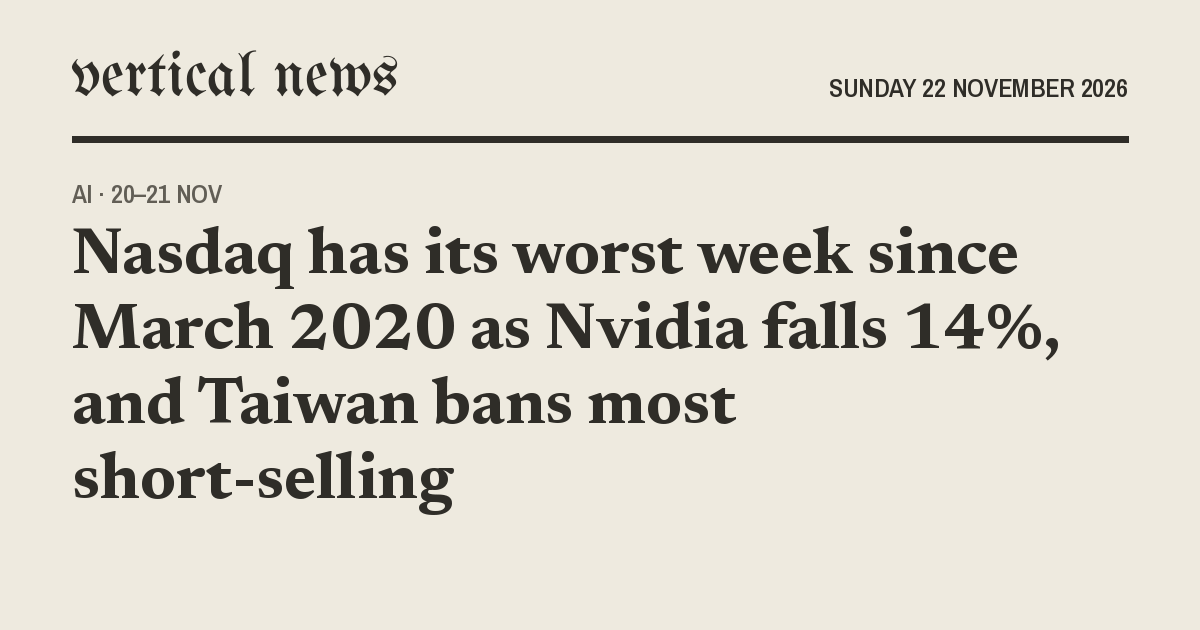 vertical news
SUNDAY 22 NOVEMBER 2026
AI · 20–21 NOV
Nasdaq has its worst week since
March 2020 as Nvidia falls 14%,
and Taiwan bans most
short-selling